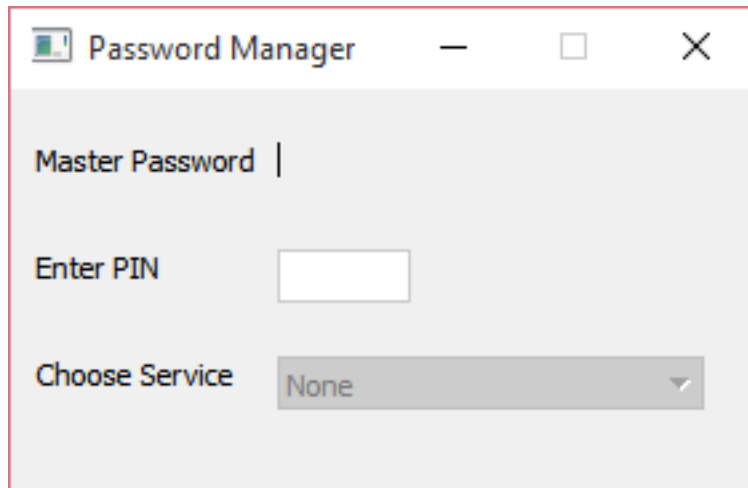 Password Manager
Master Password
Enter PIN
Choose Service
None